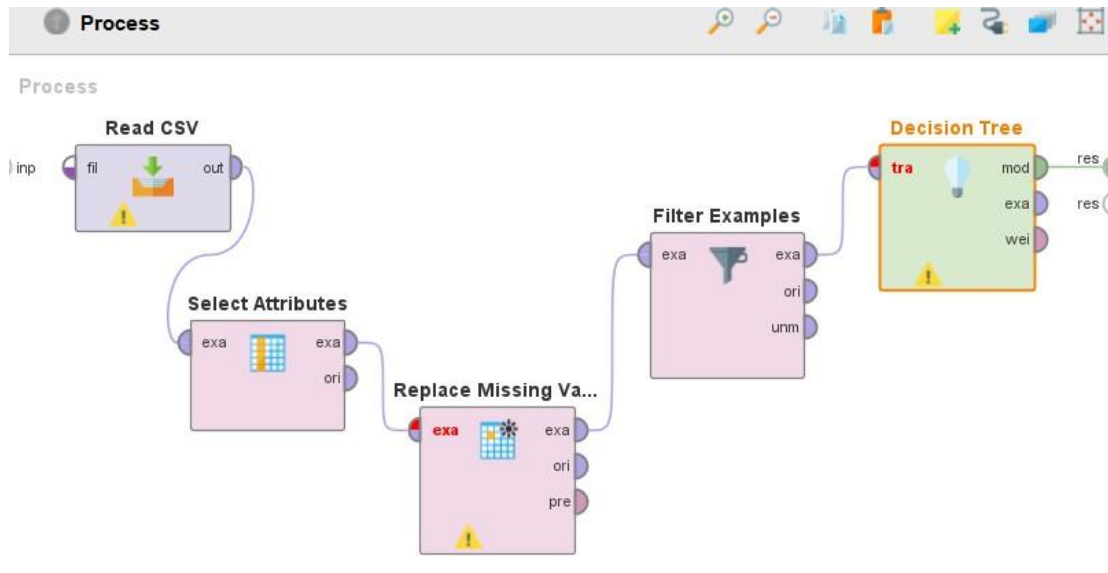 Process
Process
Read CSV
inp
fil
out
Select Attributes
exa
exa
ori
Replace Missing Va...
exa
exa
ori
pre
Filter Examples
exa
exa
ori
unm
Decision Tree
tra
mod
exa
wei
res
res